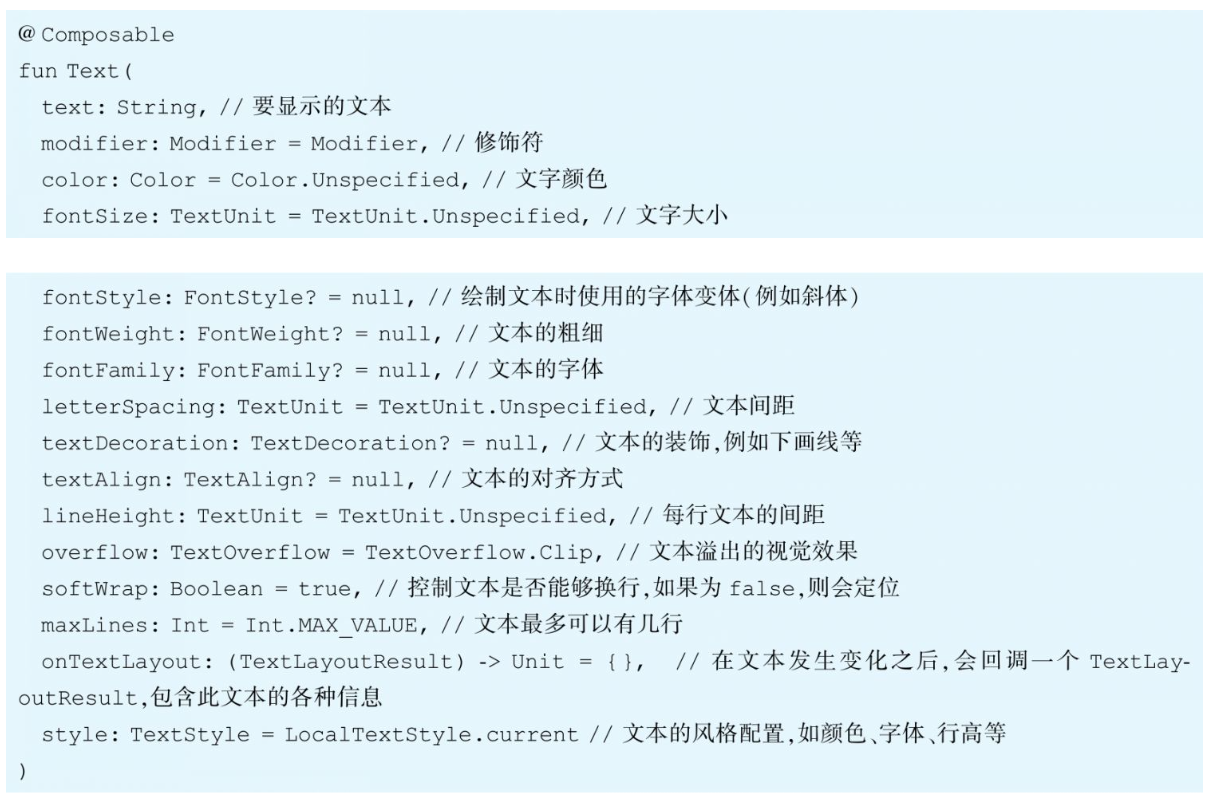 @ Composable
fun Text(
  text: String, // 要显示的文本
  modifier: Modifier = Modifier, // 修饰符
  color: Color = Color.Unspecified, // 文字颜色
  fontSize: TextUnit = TextUnit.Unspecified, // 文字大小
  fontStyle: FontStyle? = null, // 绘制文本时使用的字体变体(例如斜体)
  fontWeight: FontWeight? = null, // 文本的粗细
  fontFamily: FontFamily? = null, // 文本的字体
  letterSpacing: TextUnit = TextUnit.Unspecified, // 文本间距
  textDecoration: TextDecoration? = null, // 文本的装饰,例如下画线等
  textAlign: TextAlign? = null, // 文本的对齐方式
  lineHeight: TextUnit = TextUnit.Unspecified, // 每行文本的间距
  overflow: TextOverflow = TextOverflow.Clip, // 文本溢出的视觉效果
  softWrap: Boolean = true, // 控制文本是否能够换行,如果为 false,则会定位
  maxLines: Int = Int.MAX_VALUE, // 文本最多可以有几行
  onTextLayout: (TextLayoutResult) -> Unit = {}, // 在文本发生变化之后,会回调一个 TextLay-
outResult,包含此文本的各种信息
  style: TextStyle = LocalTextStyle.current // 文本的风格配置,如颜色、字体、行高等
)